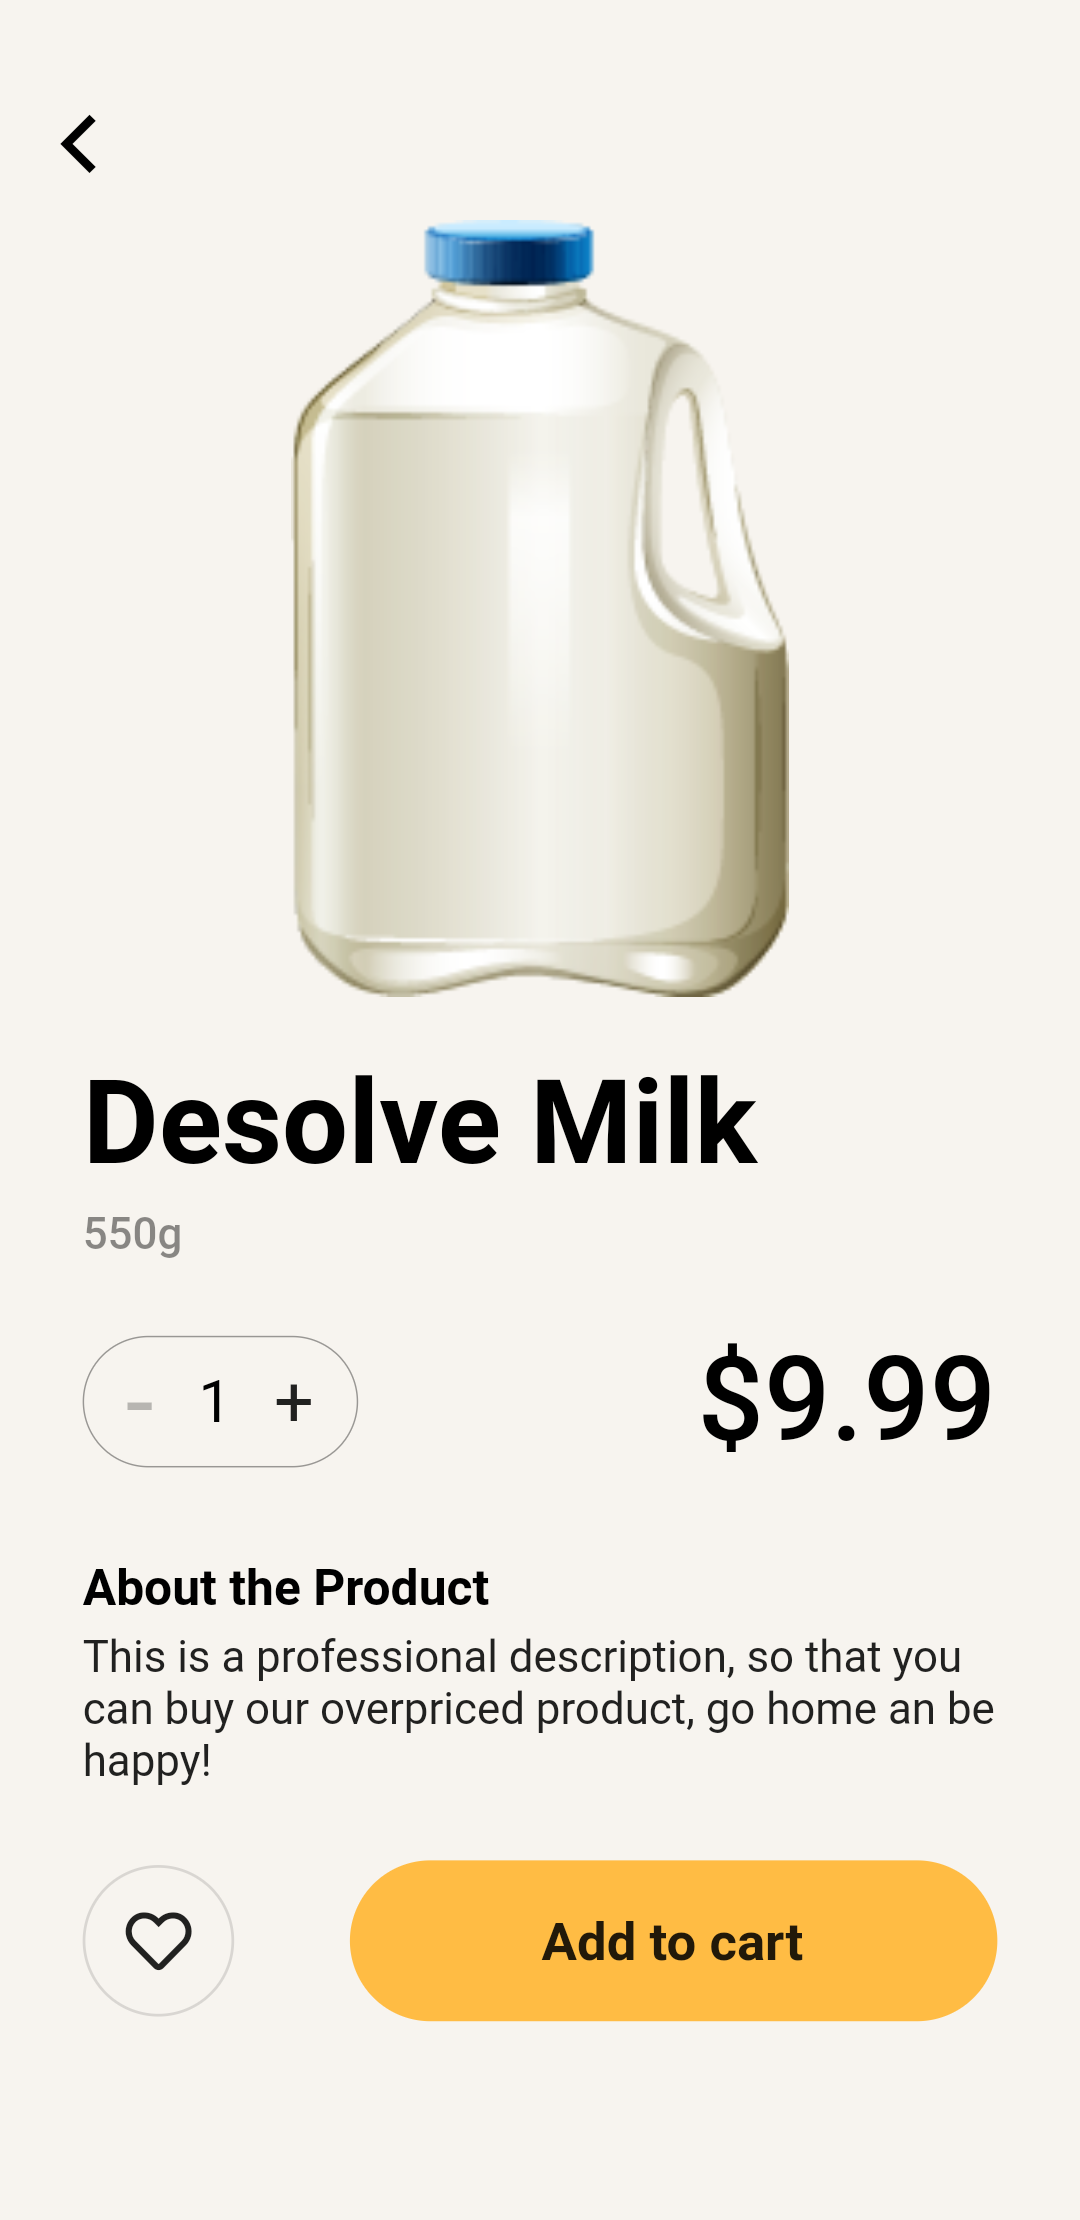 Desolve Milk
550g
- 1 +
$9.99
About the Product
This is a professional description, so that you
can buy our overpriced product, go home an be
happy!
Add to cart